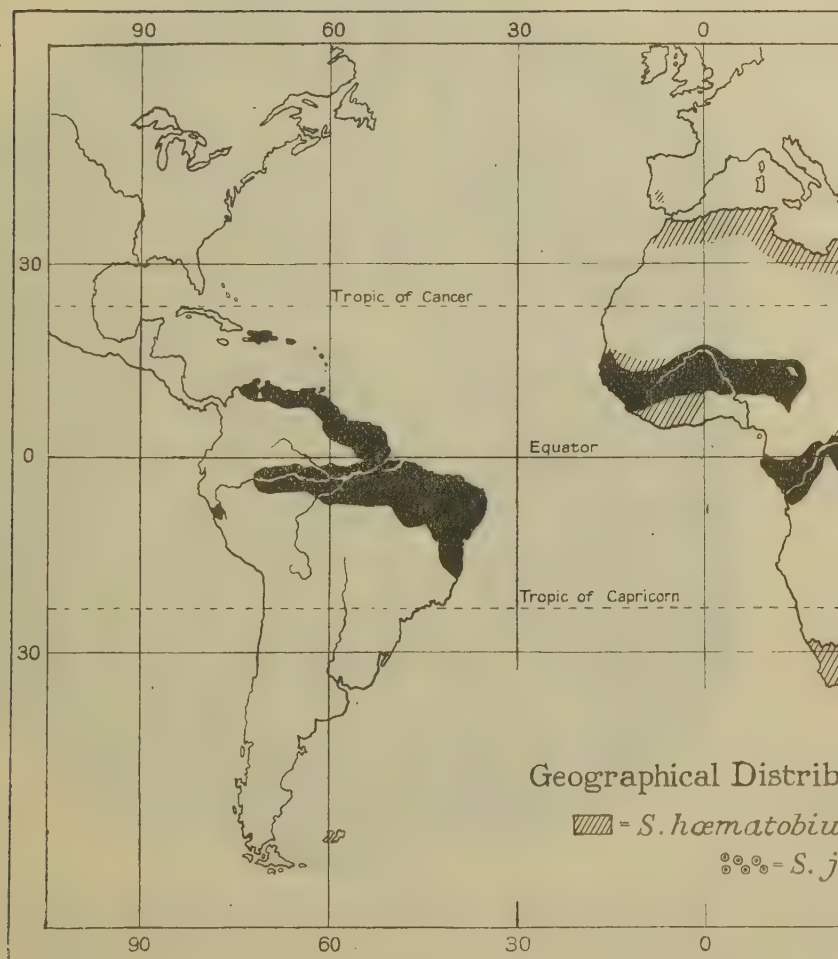 90 60 30 0
30
Tropic of Cancer
0
Equator
Tropic of Capricorn
30
Geographical Distrib
= S. hæmatobiu
= S. j
90 60 30 0